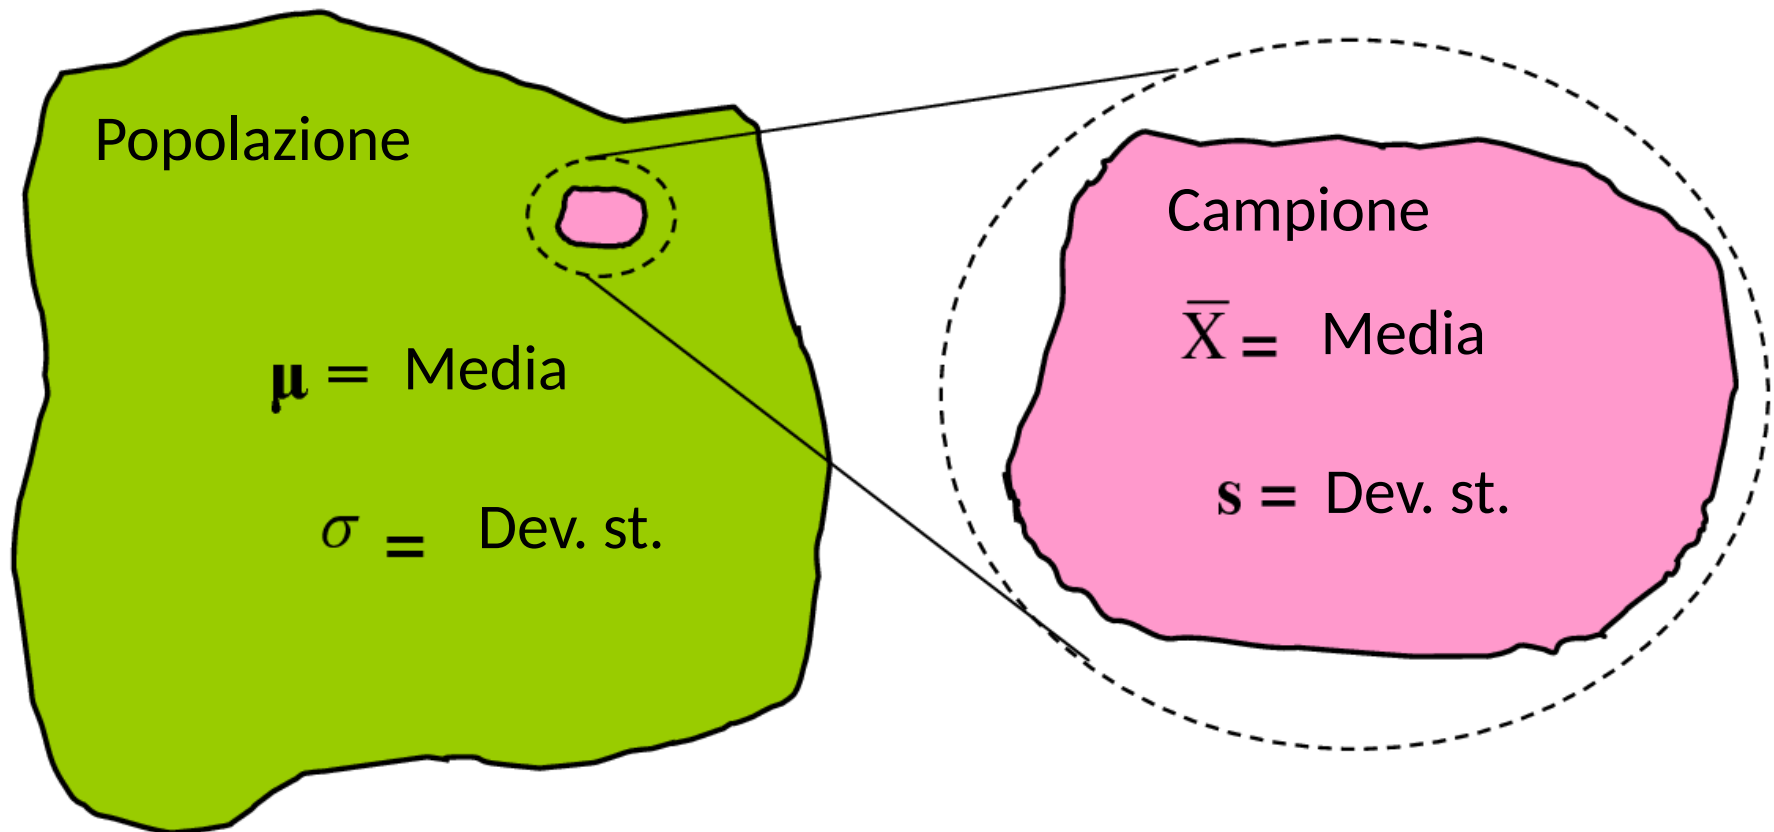 Popolazione
μ = Media
σ = Dev. st.
Campione
X̅ = Media
s = Dev. st.